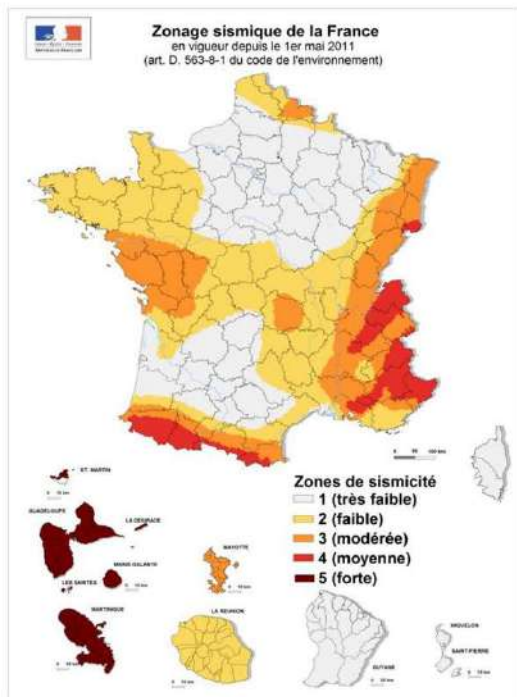 Zonage sismique de la France
en vigueur depuis le 1er mai 2011
(art. D. 563-8-1 du code de l'environnement)
ST. MARTIN
GUADELOUPE
LA DESIRADE
MARIE-GALANTE
LES SAINTES
MARTINIQUE
MAYOTTE
LA REUNION
Zones de sismicité
1 (très faible)
2 (faible)
3 (modérée)
4 (moyenne)
5 (forte)
GUYANE
MIQUELON
SAINT-PIERRE